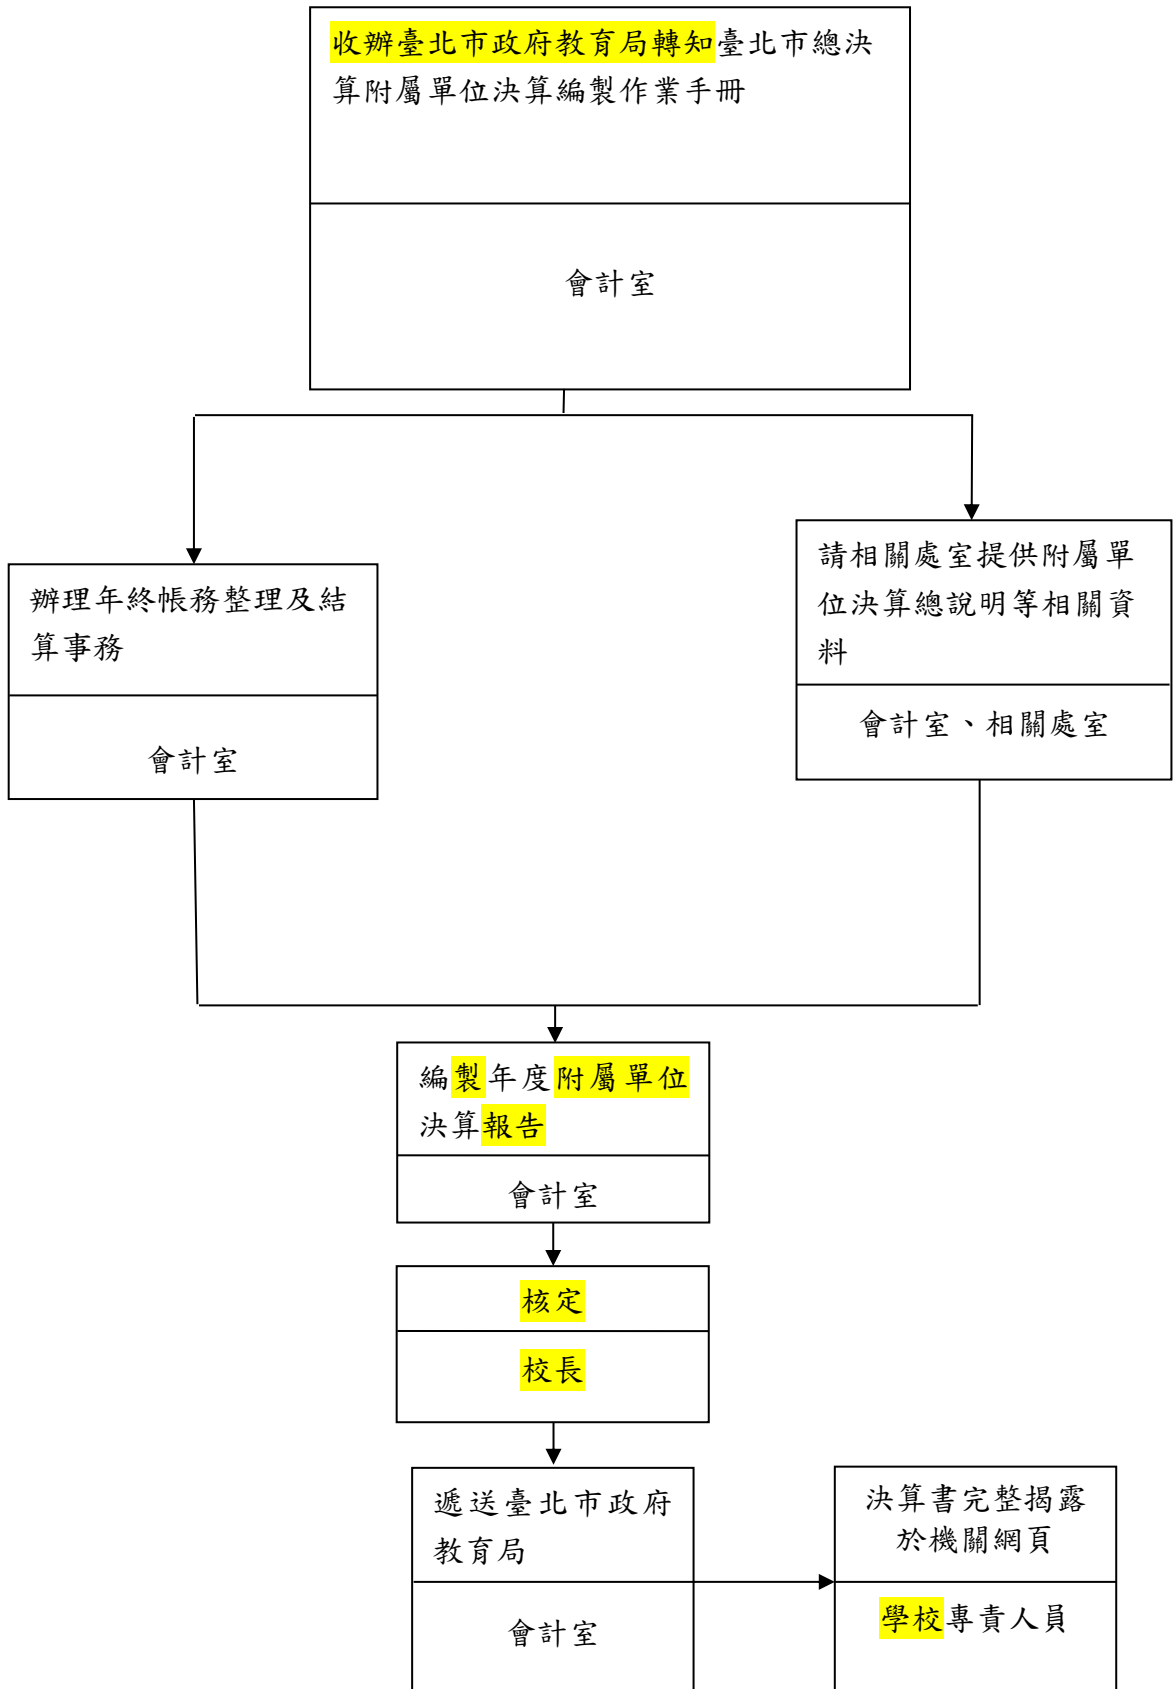 收辦臺北市政府教育局轉知臺北市總決
算附屬單位決算編製作業手冊
會計室
請相關處室提供附屬單
位決算總說明等相關資
料
會計室、相關處室
辦理年終帳務整理及結
算事務
會計室
編製年度附屬單位
決算報告
會計室
核定
校長
遞送臺北市政府
教育局
會計室
決算書完整揭露
於機關網頁
學校專責人員